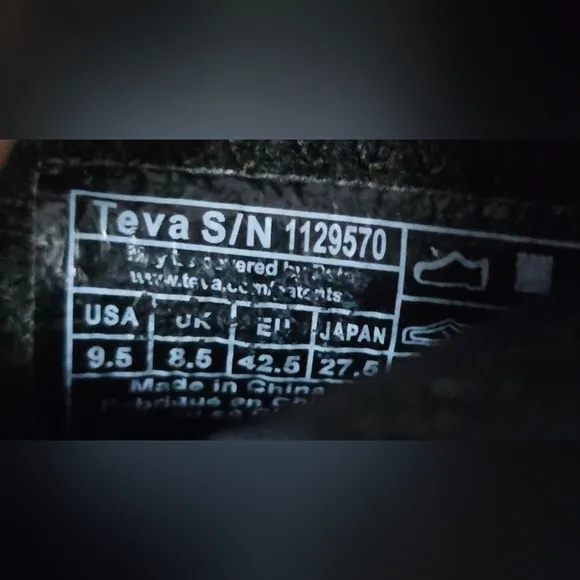 Teva S/N 1129570
www.teva.com/patents
USA UK EU JAPAN
9.5 8.5 42.5 27.5
Made in China
en